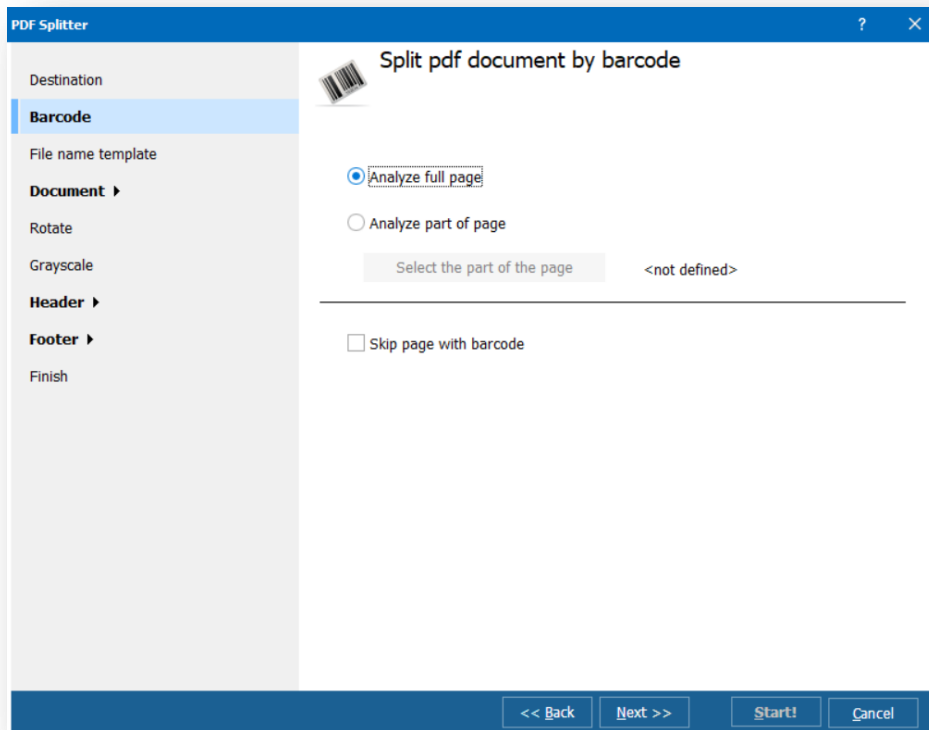 PDF Splitter ?
Destination
Barcode
File name template
Document
Rotate
Grayscale
Header
Footer
Finish
Split pdf document by barcode
Analyze full page
Analyze part of page
Select the part of the page <not defined>
Skip page with barcode
<< Back Next >> Start! Cancel